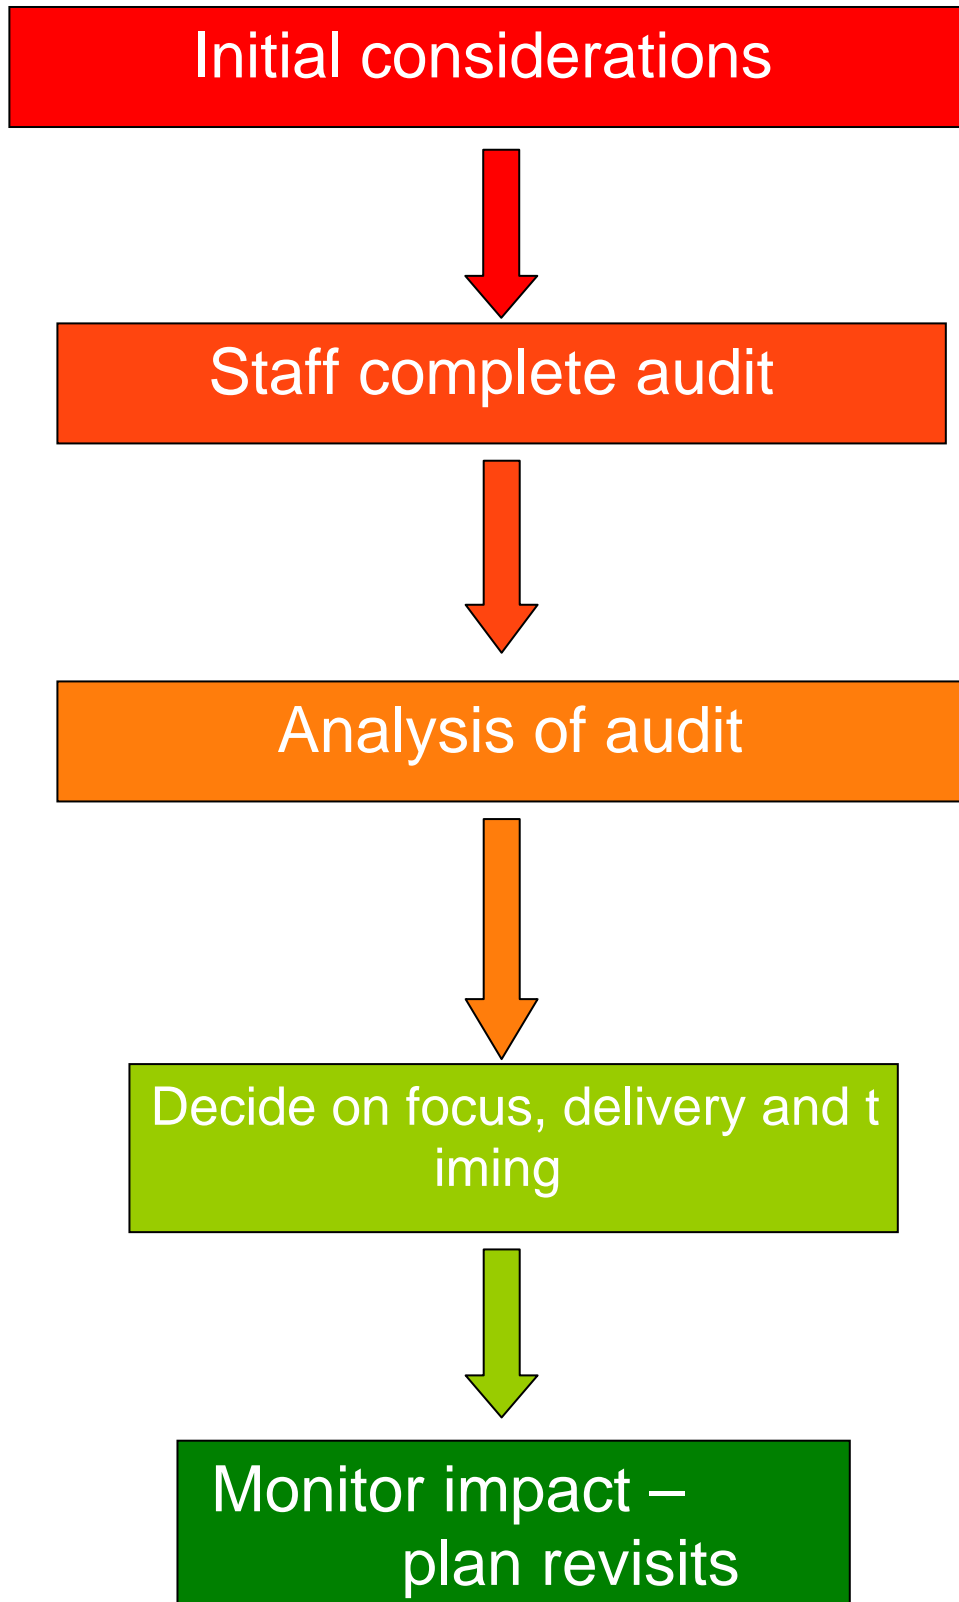 Initial considerations
Staff complete audit
Analysis of audit
Decide on focus, delivery and t
iming
Monitor impact –
plan revisits